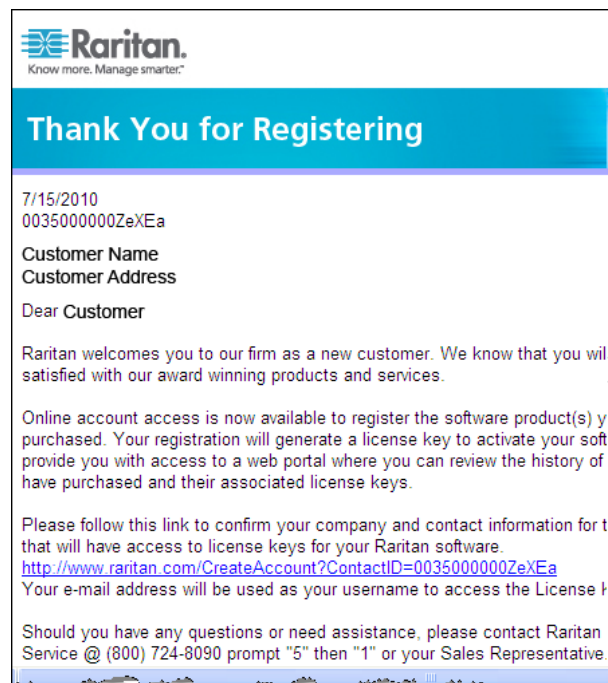 Raritan.
Know more. Manage smarter.™
Thank You for Registering
7/15/2010
0035000000ZeXEa
Customer Name
Customer Address
Dear Customer
Raritan welcomes you to our firm as a new customer. We know that you wil
satisfied with our award winning products and services.
Online account access is now available to register the software product(s) y
purchased. Your registration will generate a license key to activate your soft
provide you with access to a web portal where you can review the history of
have purchased and their associated license keys.
Please follow this link to confirm your company and contact information for t
that will have access to license keys for your Raritan software.
http://www.raritan.com/CreateAccount?ContactID=0035000000ZeXEa
Your e-mail address will be used as your username to access the License
Should you have any questions or need assistance, please contact Raritan
Service @ (800) 724-8090 prompt "5" then "1" or your Sales Representative.